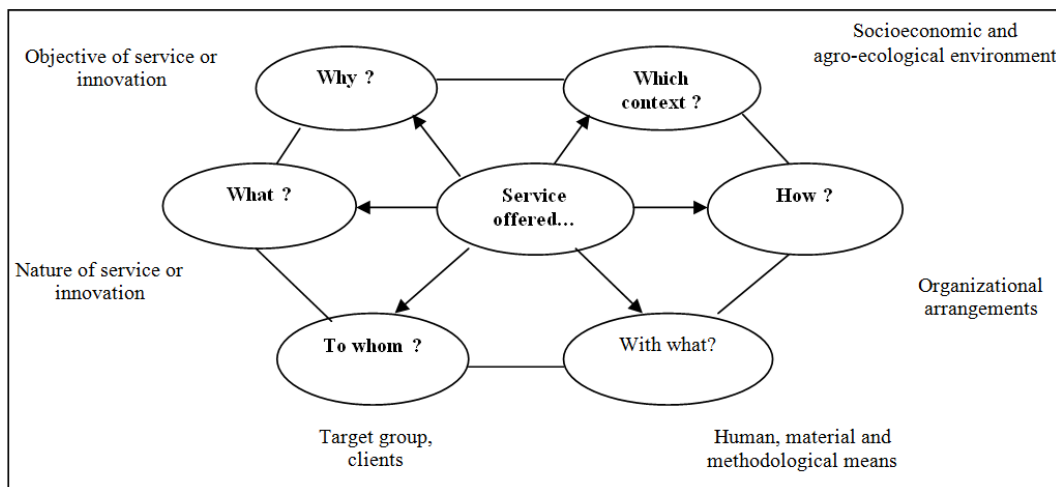 Objective of service or
innovation
Why ?
Which
context ?
Socioeconomic and
agro-ecological environment
What ?
Service
offered...
How ?
Nature of service or
innovation
Organizational
arrangements
To whom ?
With what?
Target group,
clients
Human, material and
methodological means